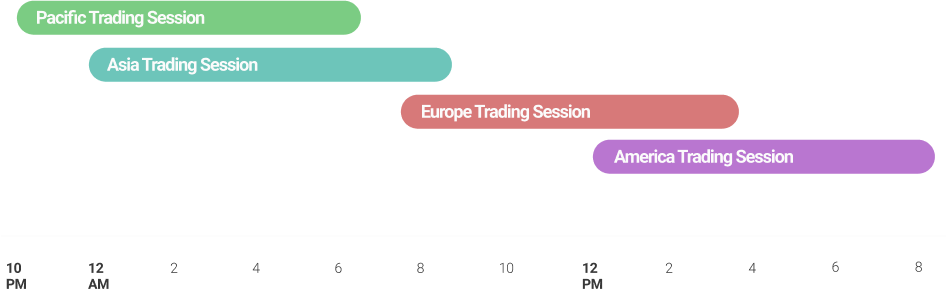 Pacific Trading Session
Asia Trading Session
Europe Trading Session
America Trading Session
10 12 2 4 6 8 10 12 2 4 6 8
PM AM PM